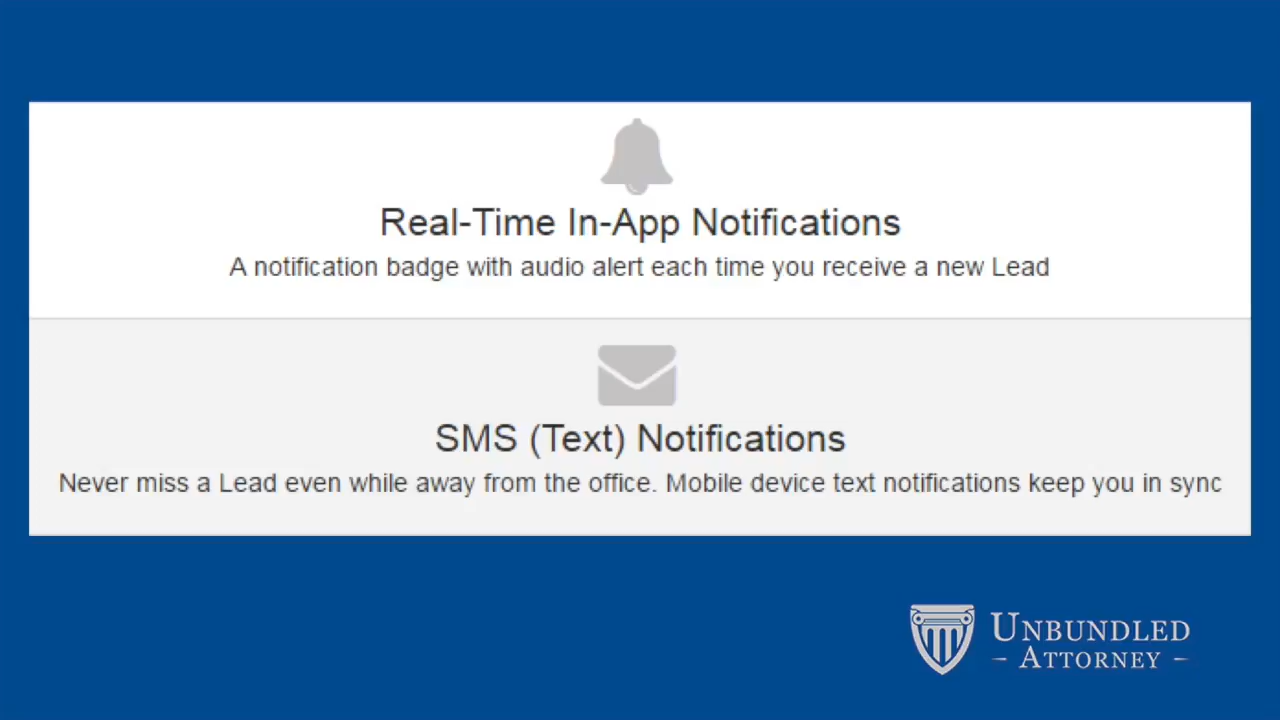 Real-Time In-App Notifications
A notification badge with audio alert each time you receive a new Lead
SMS (Text) Notifications
Never miss a Lead even while away from the office. Mobile device text notifications keep you in sync
UNBUNDLED
- ATTORNEY -